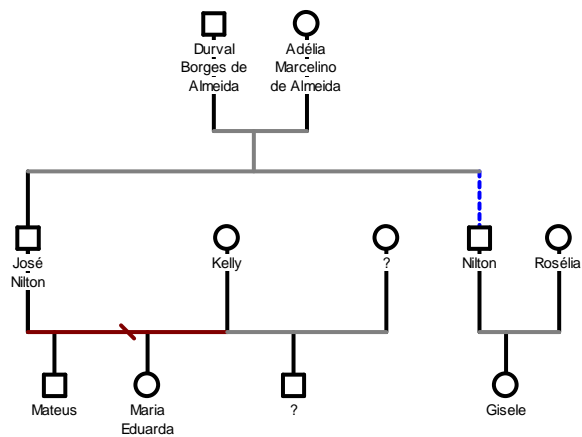 Durval
Borges de
Almeida
Adélia
Marcelino
de Almeida
José
Nilton
Kelly
?
Nilton
Rosélia
Mateus
Maria
Eduarda
?
Gisele